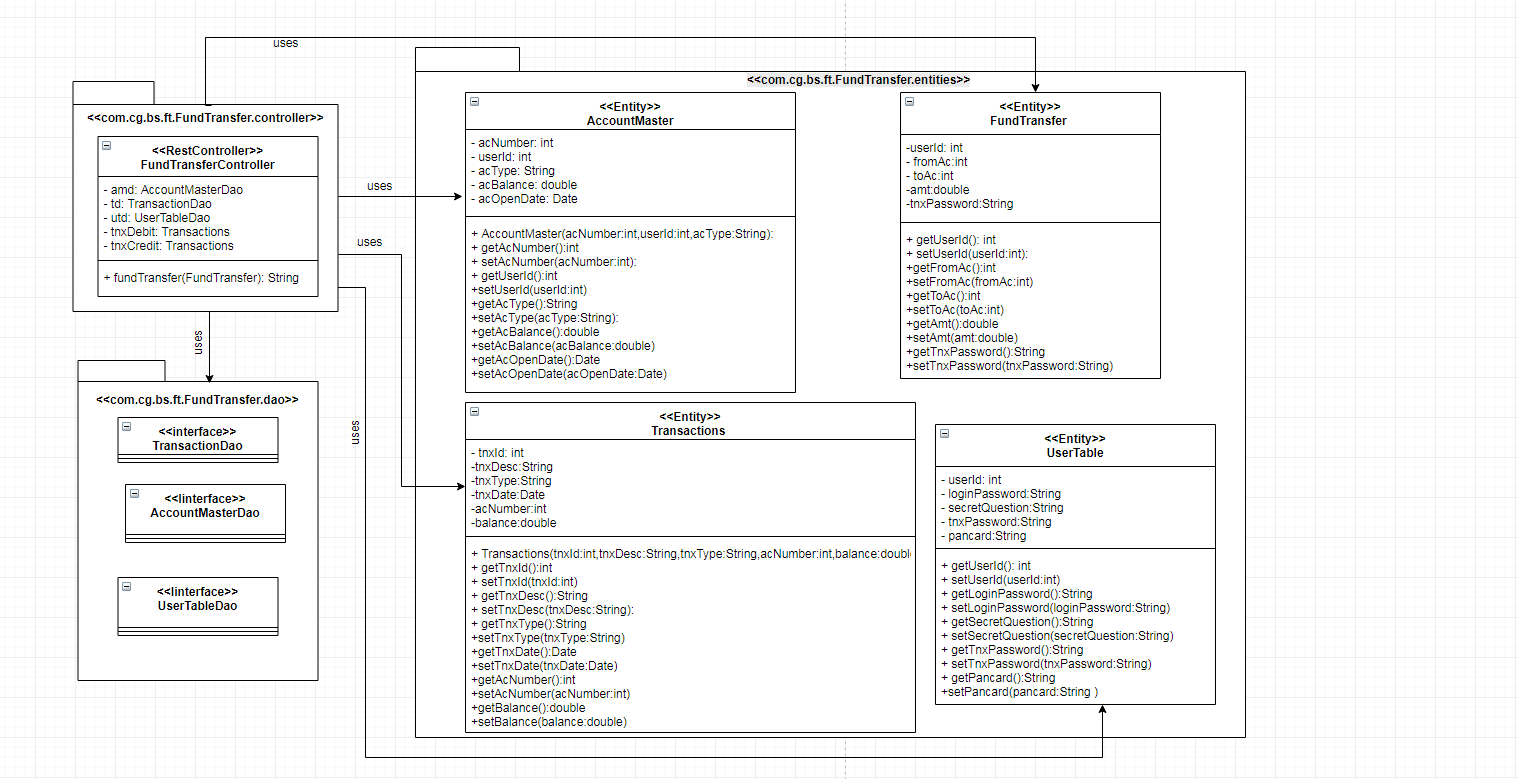 uses
<<com.cg.bs.ft.FundTransfer.controller>>
<<RestController>>
FundTransferController
- amd: AccountMasterDao
- td: TransactionDao
- utd: UserTableDao
- tnxDebit: Transactions
- tnxCredit: Transactions
+ fundTransfer(FundTransfer): String
uses
uses
uses
uses
<<com.cg.bs.ft.FundTransfer.dao>>
<<interface>>
TransactionDao
<<Iinterface>>
AccountMasterDao
<<Iinterface>>
UserTableDao
<<com.cg.bs.ft.FundTransfer.entities>>
<<Entity>>
AccountMaster
- acNumber: int
- userId: int
- acType: String
- acBalance: double
- acOpenDate: Date
+ AccountMaster(acNumber:int,userId:int,acType:String):
+ getAcNumber():int
+ setAcNumber(acNumber:int):
+ getUserId():int
+setUserId(userId:int)
+getAcType():String
+setAcType(acType:String):
+getAcBalance():double
+setAcBalance(acBalance:double)
+getAcOpenDate():Date
+setAcOpenDate(acOpenDate:Date)
<<Entity>>
FundTransfer
-userId: int
- fromAc:int
- toAc:int
-amt:double
-tnxPassword:String
+ getUserId(): int
+ setUserId(userId:int):
+getFromAc():int
+setFromAc(fromAc:int)
+getToAc():int
+setToAc(toAc:int)
+getAmt():double
+setAmt(amt:double)
+getTnxPassword():String
+setTnxPassword(tnxPassword:String)
<<Entity>>
Transactions
- tnxId: int
-tnxDesc:String
-tnxType:String
-tnxDate:Date
-acNumber:int
-balance:double
+ Transactions(tnxId:int,tnxDesc:String,tnxType:String,acNumber:int,balance:doubl
+ getTnxId():int
+ setTnxId(tnxId:int)
+ getTnxDesc():String
+ setTnxDesc(tnxDesc:String):
+ getTnxType():String
+setTnxType(tnxType:String)
+getTnxDate():Date
+setTnxDate(tnxDate:Date)
+getAcNumber():int
+setAcNumber(acNumber:int)
+getBalance():double
+setBalance(balance:double)
<<Entity>>
UserTable
- userId: int
- loginPassword:String
- secretQuestion:String
- tnxPassword:String
- pancard:String
+ getUserId(): int
+ setUserId(userId:int)
+ getLoginPassword():String
+ setLoginPassword(loginPassword:String)
+ getSecretQuestion():String
+ setSecretQuestion(secretQuestion:String)
+ getTnxPassword():String
+ setTnxPassword(tnxPassword:String)
+ getPancard():String
+setPancard(pancard:String )